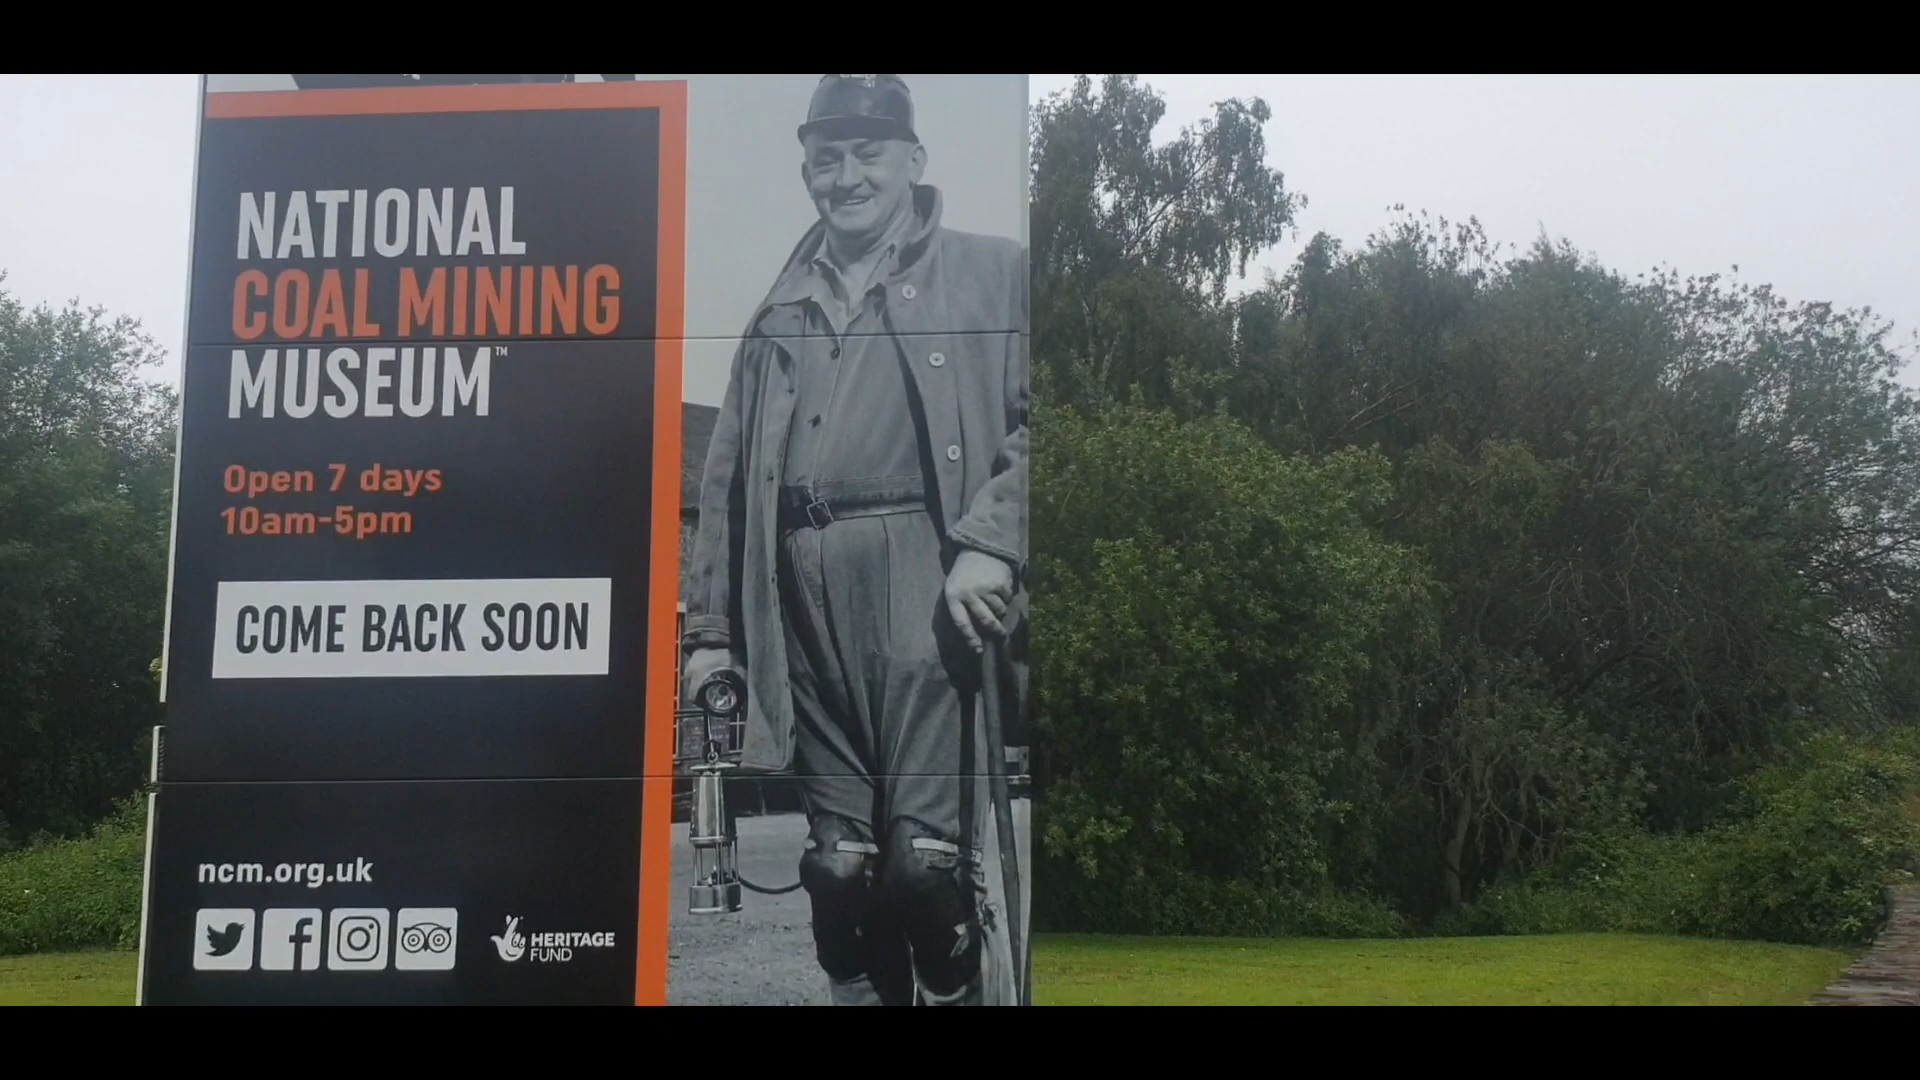 NATIONAL
COAL MINING
MUSEUM™
Open 7 days
10am-5pm
COME BACK SOON
ncm.org.uk
HERITAGE
FUND